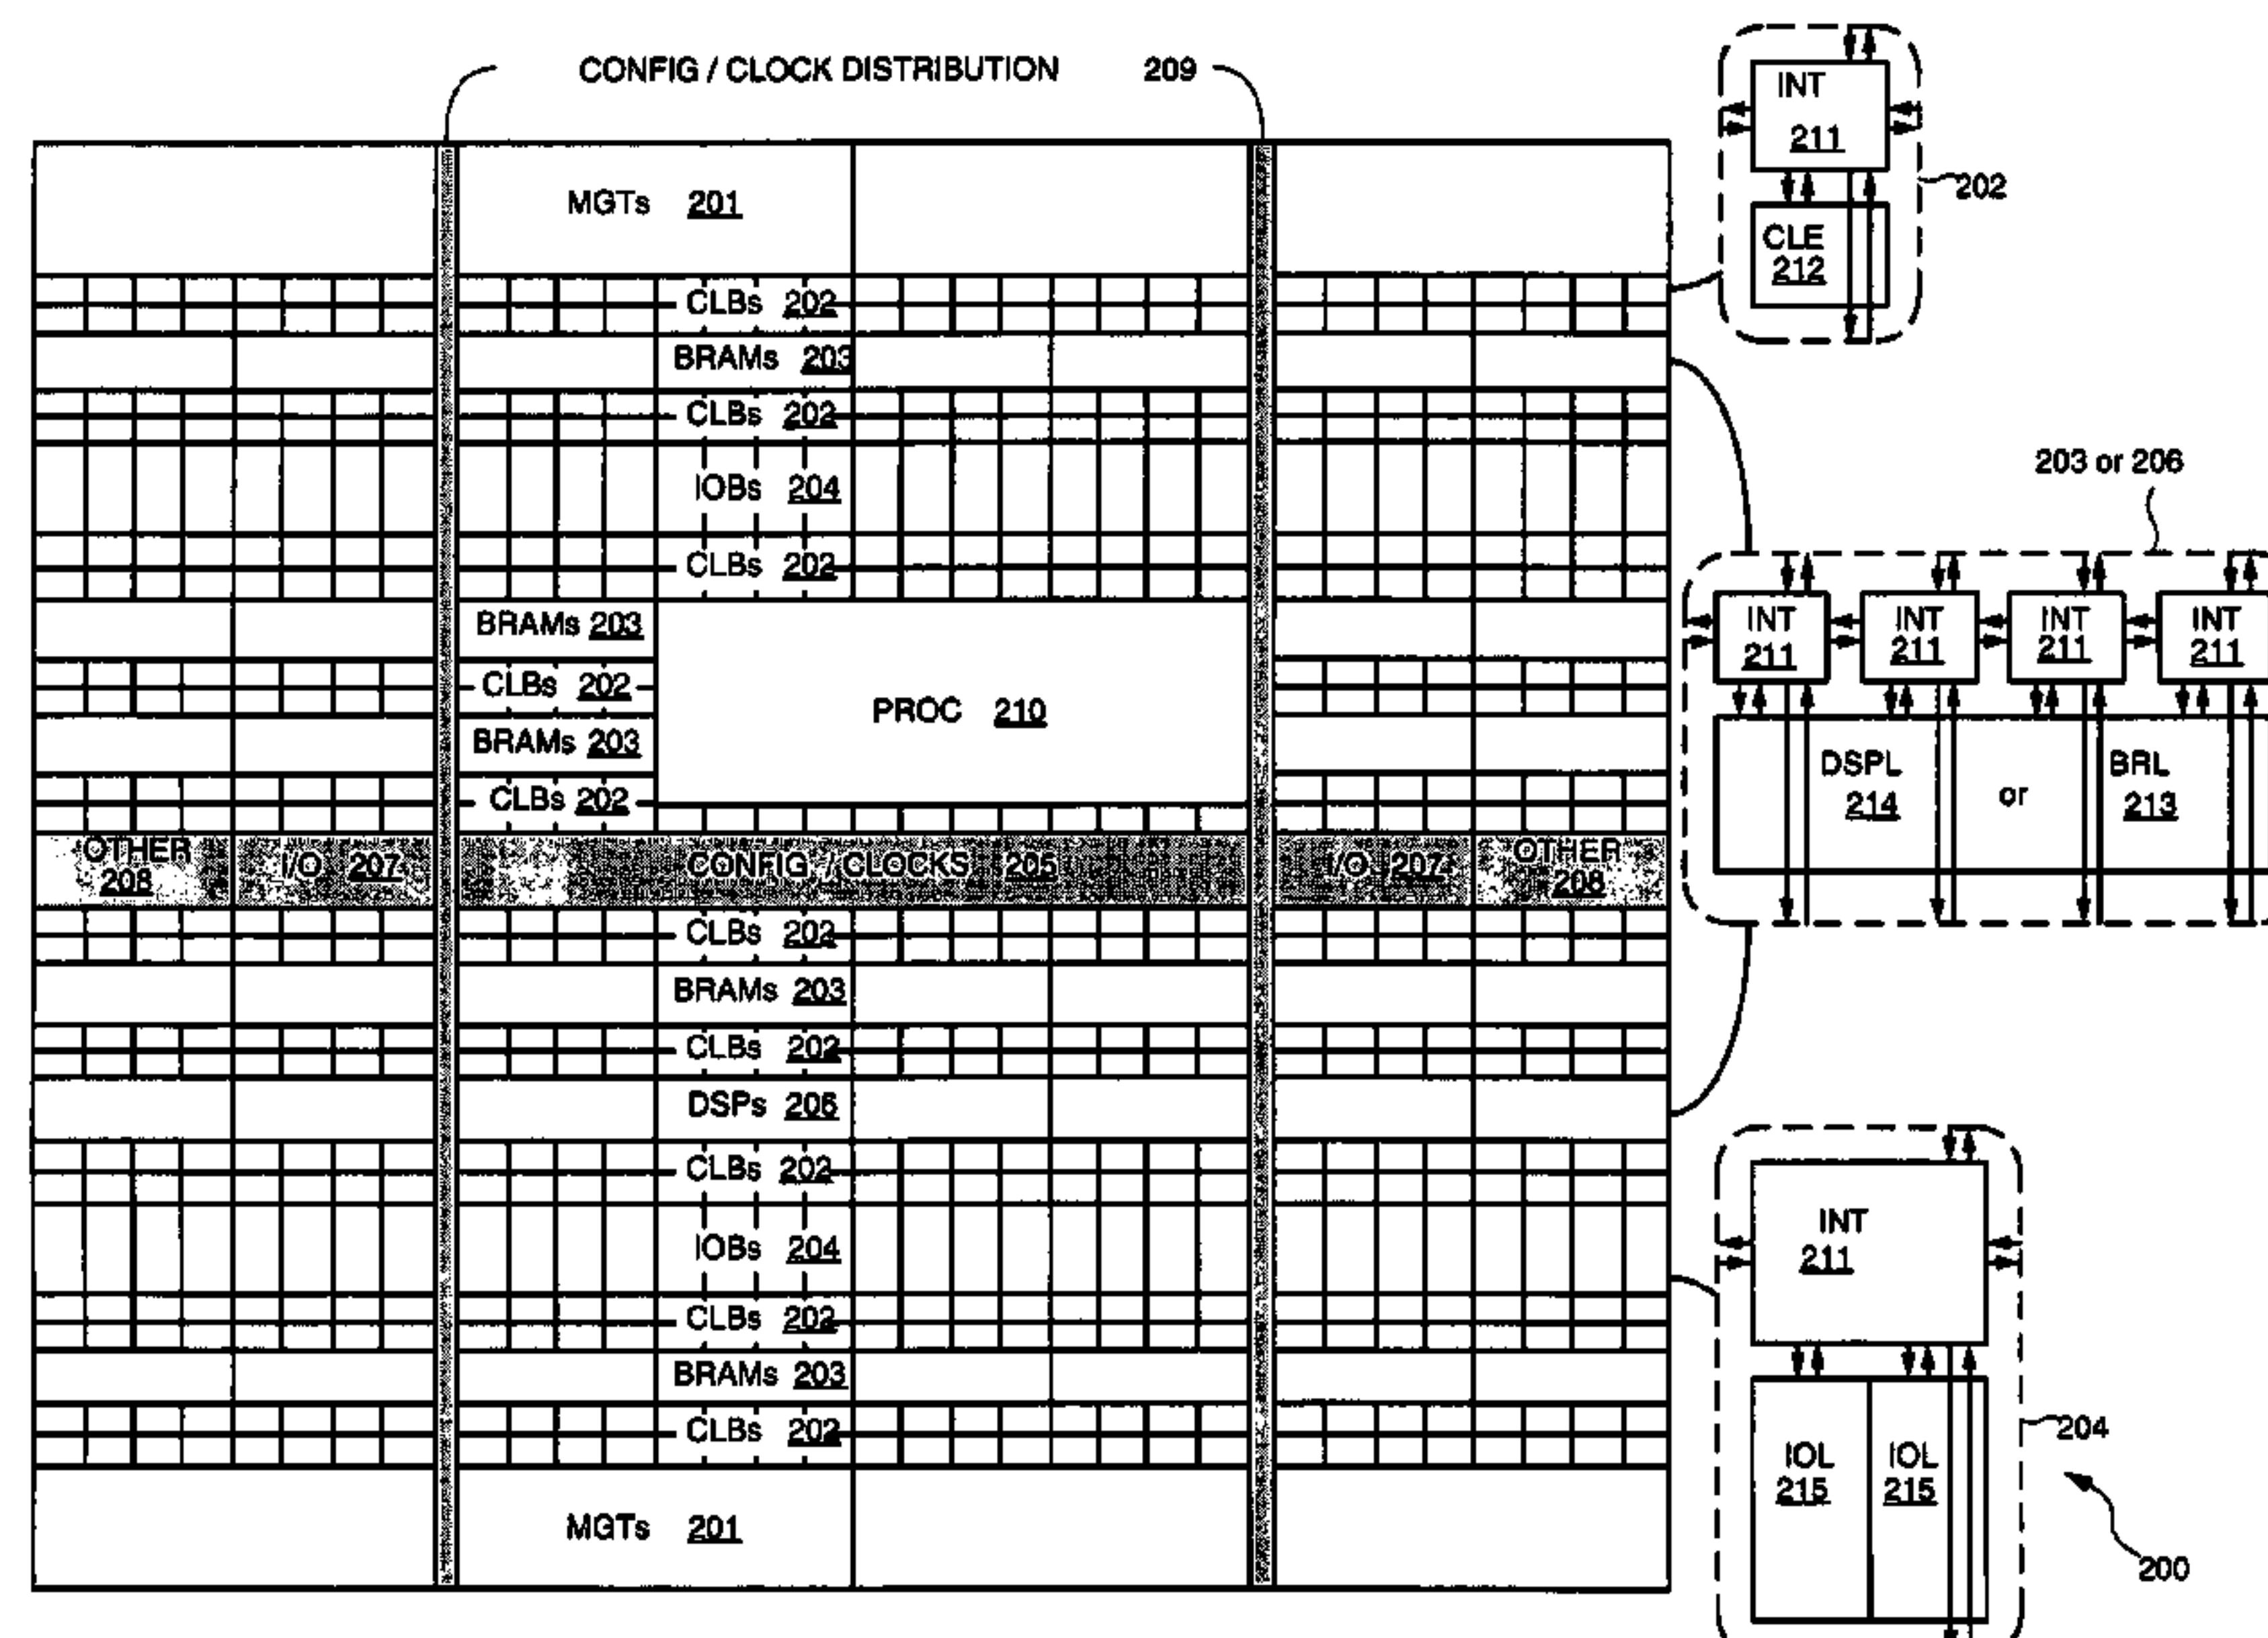 CONFIG / CLOCK DISTRIBUTION 209
MGTs 201
CLBs 202
BRAMs 203
CLBs 202
IOBs 204
CLBs 202
BRAMs 203
CLBs 202
BRAMs 203
CLBs 202
PROC 210
OTHER
208
I/O 207
CONFIG / CLOCKS 205
I/O 207
OTHER
208
CLBs 202
BRAMs 203
CLBs 202
DSPs 206
CLBs 202
IOBs 204
CLBs 202
BRAMs 203
CLBs 202
MGTs 201
INT
211
CLE
212
202
203 or 206
INT
211
INT
211
INT
211
INT
211
DSPL
214
or
BRL
213
INT
211
IOL
215
IOL
215
204
200